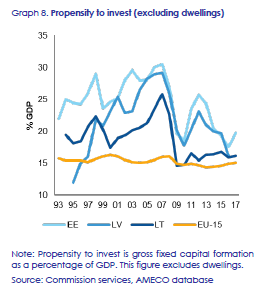 Graph 8. Propensity to invest (excluding dwellings)
35
30
25
20
15
10
% GDP
93 95 97 99 01 03 05 07 09 11 13 15 17
EE LV LT EU-15
Note: Propensity to invest is gross fixed capital formation
as a percentage of GDP. This figure excludes dwellings.
Source: Commission services, AMECO database